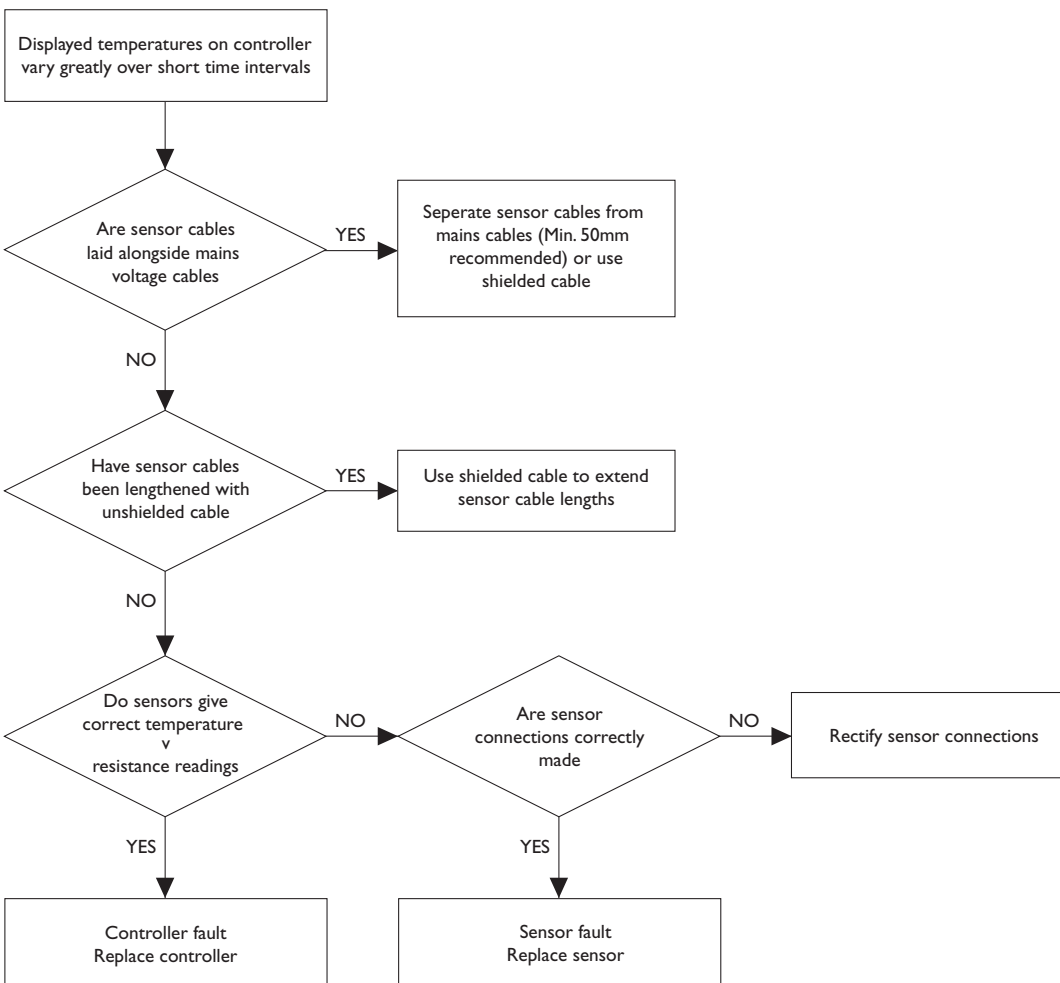 Displayed temperatures on controller
vary greatly over short time intervals
Are sensor cables
laid alongside mains
voltage cables
YES
Seperate sensor cables from
mains cables (Min. 50mm
recommended) or use
shielded cable
NO
Have sensor cables
been lengthened with
unshielded cable
YES
Use shielded cable to extend
sensor cable lengths
NO
Do sensors give
correct temperature
v
resistance readings
NO
Are sensor
connections correctly
made
NO
Rectify sensor connections
YES
YES
Controller fault
Replace controller
Sensor fault
Replace sensor